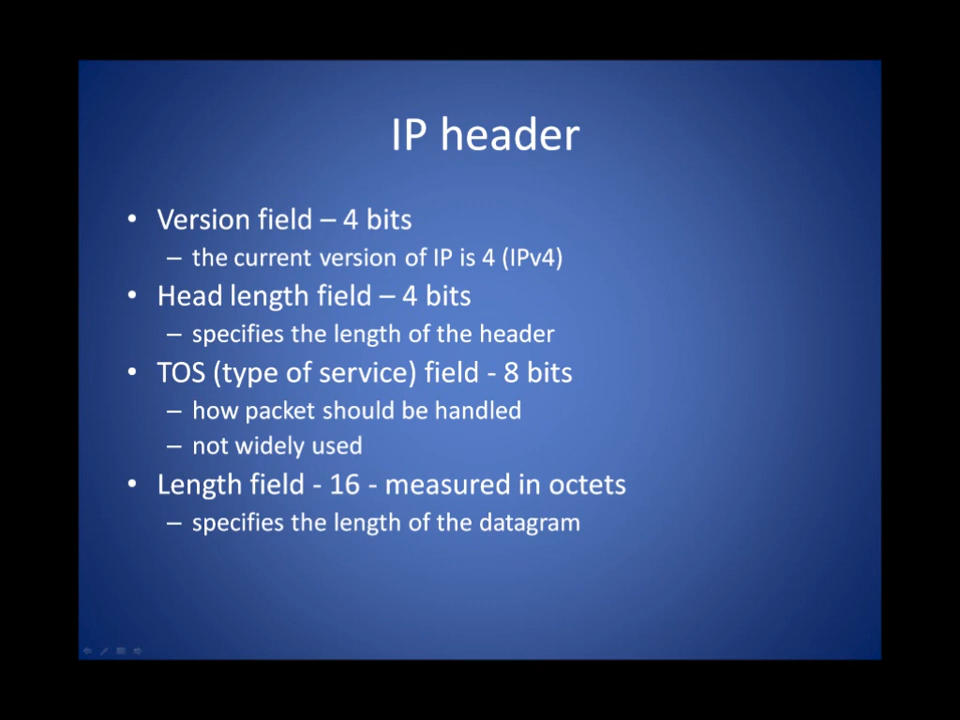 IP header
• Version field – 4 bits
– the current version of IP is 4 (IPv4)
• Head length field – 4 bits
– specifies the length of the header
• TOS (type of service) field - 8 bits
– how packet should be handled
– not widely used
• Length field - 16 - measured in octets
– specifies the length of the datagram